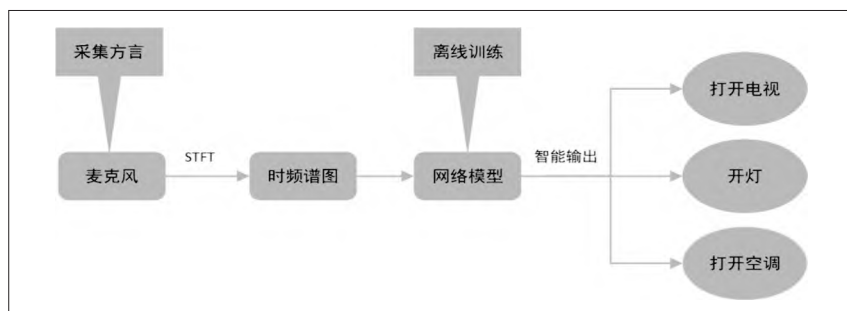 采集方言
离线训练
打开电视
麦克风
STFT
时频谱图
网络模型
智能输出
开灯
打开空调